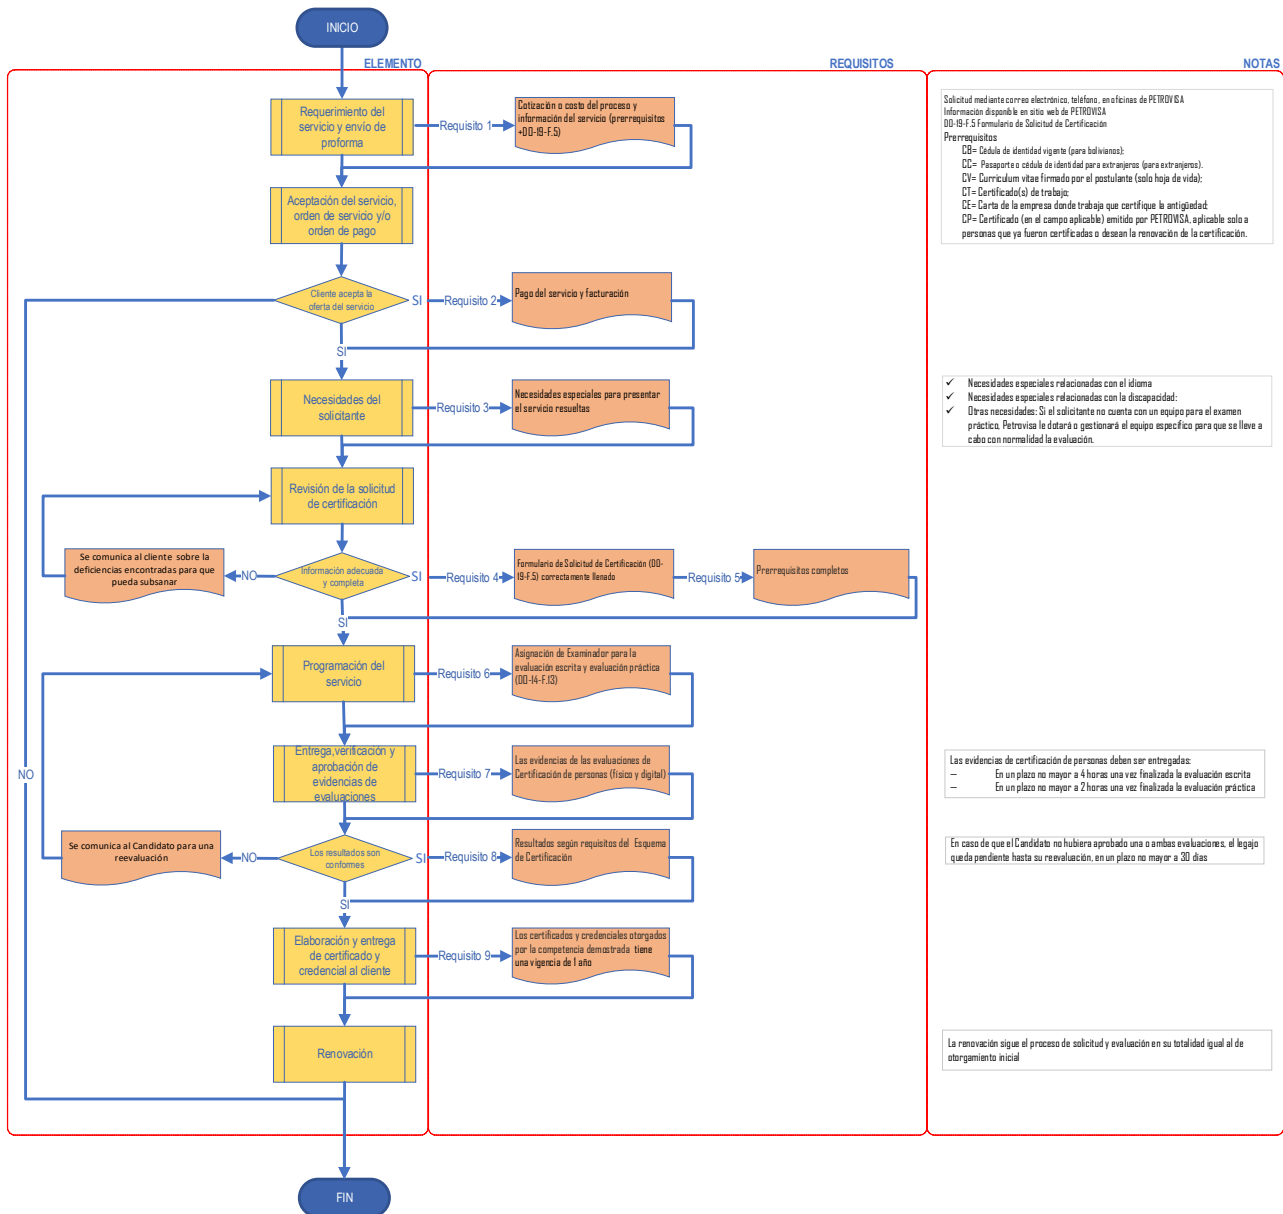 INICIO
ELEMENTO
REQUISITOS
NOTAS
Requerimiento del
servicio y envío de
proforma
Requisito 1
Cotización o costo del proceso y
información del servicio (prerrequisitos
+DO-19-F.5)
Solicitud mediante correo electrónico, teléfono, en oficinas de PETROVISA
Información disponible en sitio web de PETROVISA
DO-19-F.5 Formulario de Solicitud de Certificación
Prerrequisitos
CB= Cédula de identidad vigente (para bolivianos);
CC= Pasaporte o cédula de identidad para extranjeros (para extranjeros).
CV= Curriculum vitae firmado por el postulante (solo hoja de vida);
CT= Certificado(s) de trabajo;
CE= Carta de la empresa donde trabaja que certifique la antigüedad;
CP= Certificado (en el campo aplicable) emitido por PETROVISA, aplicable solo a
personas que ya fueron certificadas o desean la renovación de la certificación.
Aceptación del servicio,
orden de servicio y/o
orden de pago
Cliente acepta la
oferta del servicio
SI
Requisito 2
Pago del servicio y facturación
SI
Necesidades del
solicitante
Requisito 3
Necesidades especiales para presentar
el servicio resueltas
✓ Necesidades especiales relacionadas con el idioma
✓ Necesidades especiales relacionadas con la discapacidad:
✓ Otras necesidades: Si el solicitante no cuenta con un equipo para el examen
práctico, Petrovisa le dotará o gestionará el equipo específico para que se lleve a
cabo con normalidad la evaluación.
Revisión de la solicitud
de certificación
Se comunica al cliente sobre la
deficiencias encontradas para que
pueda subsanar
NO
Información adecuada
y completa
SI
Requisito 4
Formulario de Solicitud de Certificación (DO-
19-F.5) correctamente llenado
Requisito 5
Prerrequisitos completos
SI
Programación del
servicio
Requisito 6
Asignación de Examinador para la
evaluación escrita y evaluación práctica
(DO-14-F.13)
NO
Entrega,verificación y
aprobación de
evidencias de
evaluaciones
Requisito 7
Las evidencias de las evaluaciones de
Certificación de personas (físico y digital)
Las evidencias de certificación de personas deben ser entregadas:
– En un plazo no mayor a 4 horas una vez finalizada la evaluación escrita
– En un plazo no mayor a 2 horas una vez finalizada la evaluación práctica
Se comunica al Candidato para una
reevaluación
NO
Los resultados son
conformes
SI
Requisito 8
Resultados según requisitos del Esquema
de Certificación
En caso de que el Candidato no hubiera aprobado una o ambas evaluaciones, el legajo
queda pendiente hasta su reevaluación, en un plazo no mayor a 30 días
SI
Elaboración y entrega
de certificado y
credencial al cliente
Requisito 9
Los certificados y credenciales otorgados
por la competencia demostrada tiene
una vigencia de 1 año
Renovación
La renovación sigue el proceso de solicitud y evaluación en su totalidad igual al de
otorgamiento inicial
FIN